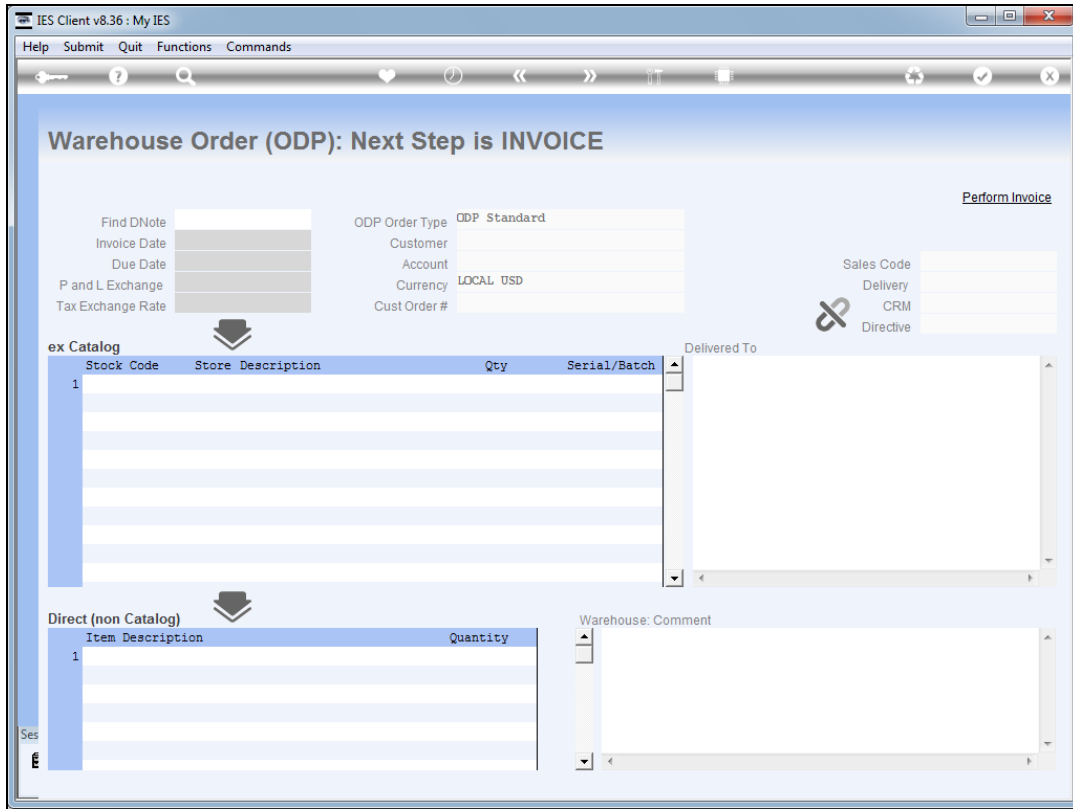 IES Client v8.36 : My IES
Help Submit Quit Functions Commands
Warehouse Order (ODP): Next Step is INVOICE
Perform Invoice
Find DNote
ODP Order Type ODP Standard
Invoice Date
Customer
Due Date
Account
Sales Code
P and L Exchange
Currency LOCAL USD
Delivery
Tax Exchange Rate
Cust Order #
CRM
Directive
ex Catalog
Delivered To
Stock Code Store Description Qty Serial/Batch
1
Direct (non Catalog)
Warehouse: Comment
Item Description Quantity
1
Ses